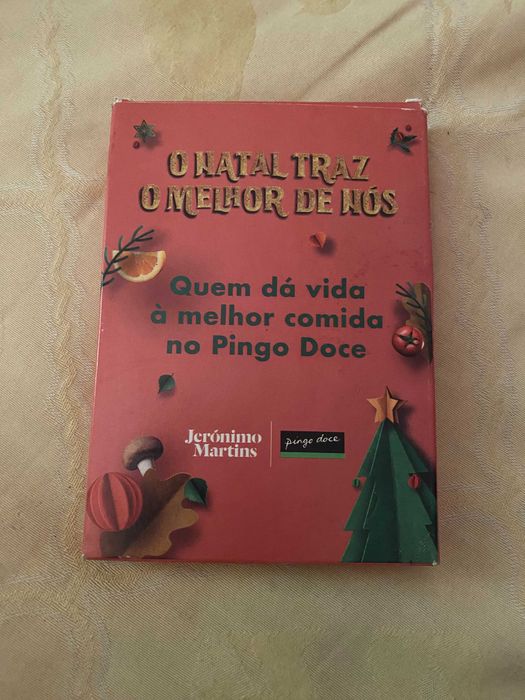 O NATAL TRAZ
O MELHOR DE NÓS
Quem dá vida
à melhor comida
no Pingo Doce
Jerónimo
Martins
pingo doce